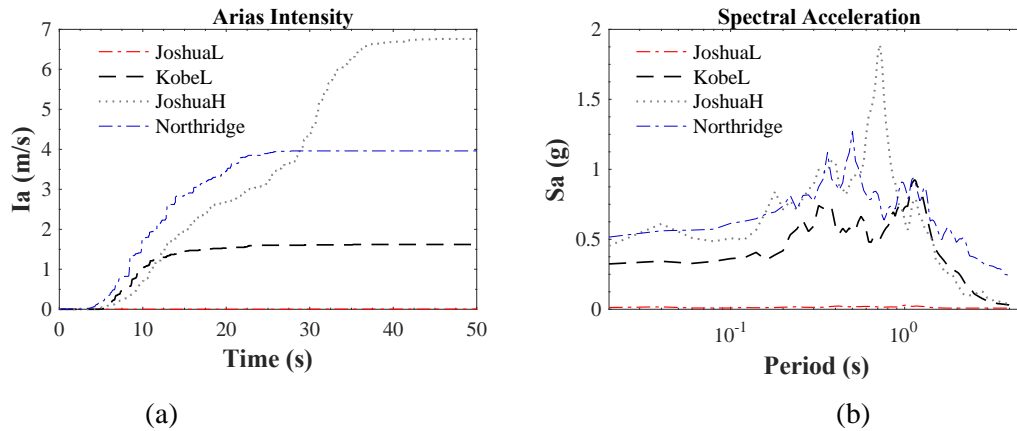 Arias Intensity
7
6
5
4
3
2
1
0
Ia (m/s)
JoshuaL
KobeL
JoshuaH
Northridge
0 10 20 30 40 50
Time (s)
(a)
Spectral Acceleration
2
1.5
1
0.5
0
Sa (g)
JoshuaL
KobeL
JoshuaH
Northridge
10-1 100
Period (s)
(b)